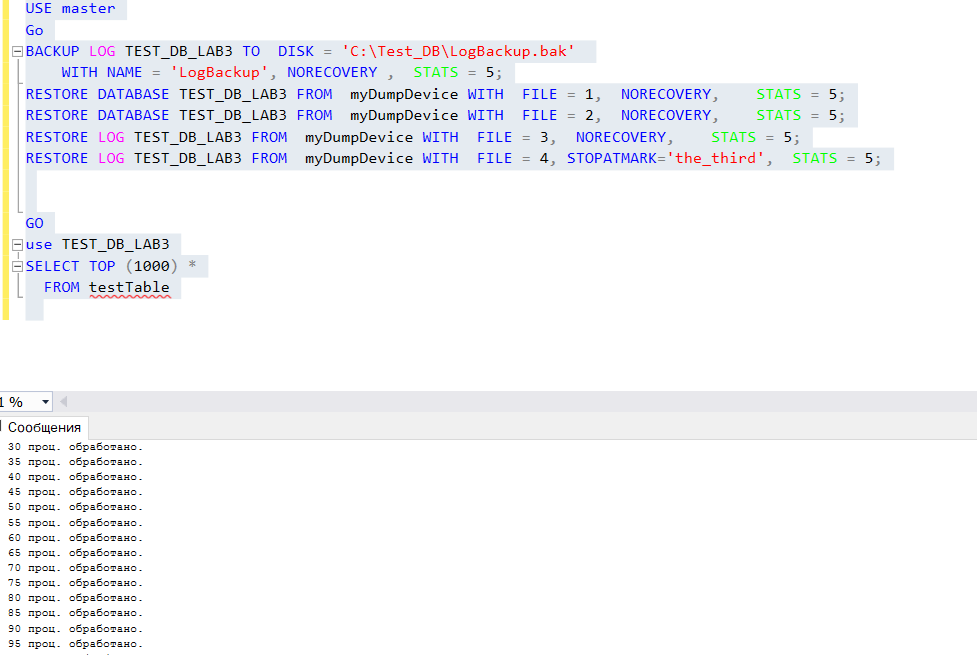 USE master
Go
BACKUP LOG TEST_DB_LAB3 TO  DISK = 'C:\Test_DB\LogBackup.bak'
WITH NAME = 'LogBackup', NORECOVERY ,  STATS = 5;
RESTORE DATABASE TEST_DB_LAB3 FROM  myDumpDevice WITH  FILE = 1,  NORECOVERY,    STATS = 5;
RESTORE DATABASE TEST_DB_LAB3 FROM  myDumpDevice WITH  FILE = 2,  NORECOVERY,    STATS = 5;
RESTORE LOG TEST_DB_LAB3 FROM  myDumpDevice WITH  FILE = 3,  NORECOVERY,    STATS = 5;
RESTORE LOG TEST_DB_LAB3 FROM  myDumpDevice WITH  FILE = 4, STOPATMARK='the_third',  STATS = 5;
GO
use TEST_DB_LAB3
SELECT TOP (1000) *
FROM testTable
1 %
Сообщения
30 проц. обработано.
35 проц. обработано.
40 проц. обработано.
45 проц. обработано.
50 проц. обработано.
55 проц. обработано.
60 проц. обработано.
65 проц. обработано.
70 проц. обработано.
75 проц. обработано.
80 проц. обработано.
85 проц. обработано.
90 проц. обработано.
95 проц. обработано.